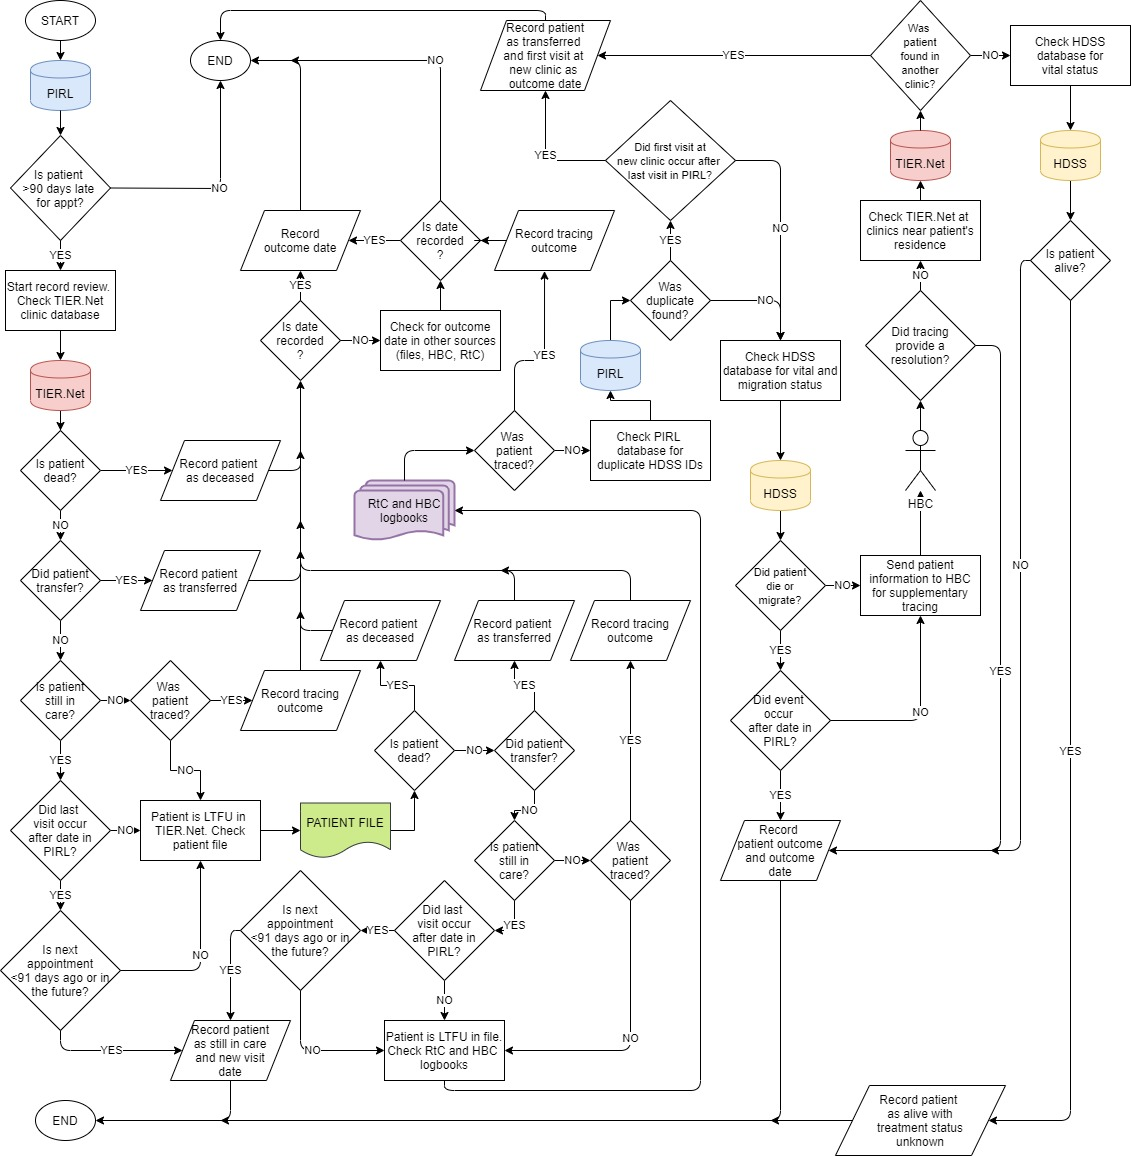 START
PIRL
Is patient
>90 days late
for appt?
NO
YES
Start record review.
Check TIER.Net
clinic database
TIER.Net
Is patient
dead?
YES
Record patient
as deceased
NO
Did patient
transfer?
YES
Record patient
as transferred
NO
Is patient
still in
care?
NO
Was
patient
traced?
YES
Record tracing
outcome
YES
NO
Did last
visit occur
after date in
PIRL?
NO
Patient is LTFU in
TIER.Net. Check
patient file
YES
Is next
appointment
<91 days ago or in
the future?
NO
YES
Record patient
as still in care
and new visit
date
END
END
Record
outcome date
YES
Is date
recorded
?
NO
Check for outcome
date in other sources
(files, HBC, RtC)
YES
Is date
recorded
?
NO
Record tracing
outcome
YES
RtC and HBC
logbooks
Was
patient
traced?
NO
Check PIRL
database for
duplicate HDSS IDs
PIRL
Was
duplicate
found?
YES
NO
Did first visit at
new clinic occur after
last visit in PIRL?
YES
NO
Record patient
as transferred
and first visit at
new clinic as
outcome date
YES
Was
patient
found in
another
clinic?
NO
Check HDSS
database for
vital status
HDSS
Is patient
alive?
NO
YES
TIER.Net
Check TIER.Net at
clinics near patient's
residence
NO
Did tracing
provide a
resolution?
YES
HBC
Send patient
information to HBC
for supplementary
tracing
Check HDSS
database for vital and
migration status
HDSS
Did patient
die or
migrate?
NO
YES
Did event
occur
after date in
PIRL?
NO
YES
Record
patient outcome
and outcome
date
PATIENT FILE
Is patient
dead?
YES
Record patient
as deceased
NO
Did patient
transfer?
YES
Record patient
as transferred
NO
Is patient
still in
care?
NO
Was
patient
traced?
YES
Record tracing
outcome
NO
YES
Did last
visit occur
after date in
PIRL?
YES
NO
Is next
appointment
<91 days ago or in
the future?
YES
NO
Patient is LTFU in file.
Check RtC and HBC
logbooks
Record patient
as alive with
treatment status
unknown